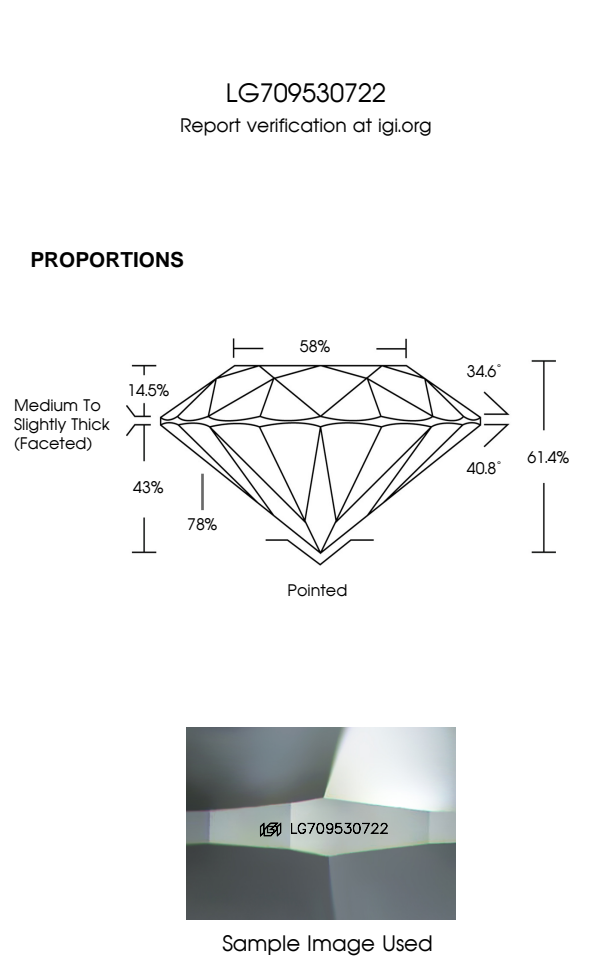 LG709530722
Report verification at igi.org
PROPORTIONS
58%
34.6°
14.5%
Medium To
Slightly Thick
(Faceted)
61.4%
40.8°
43%
78%
Pointed
IGI LG709530722
Sample Image Used